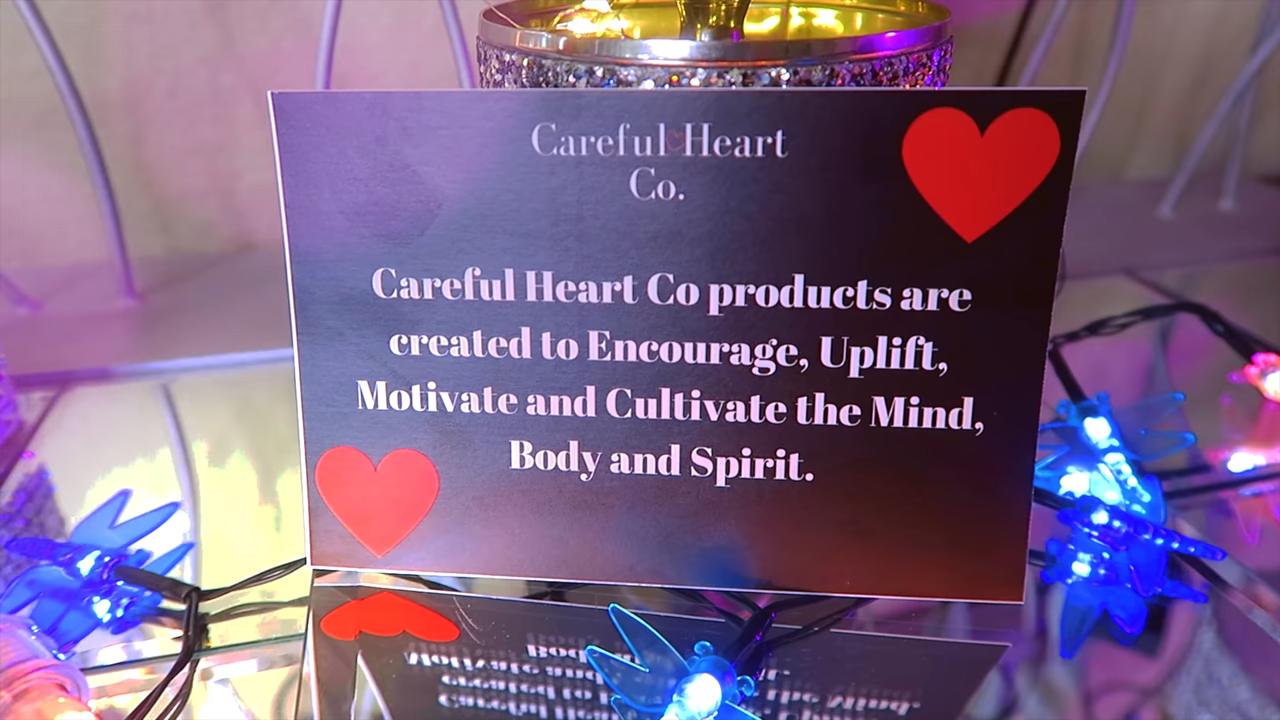 Careful Heart
Co.
Careful Heart Co products are
created to Encourage, Uplift,
Motivate and Cultivate the Mind,
Body and Spirit.